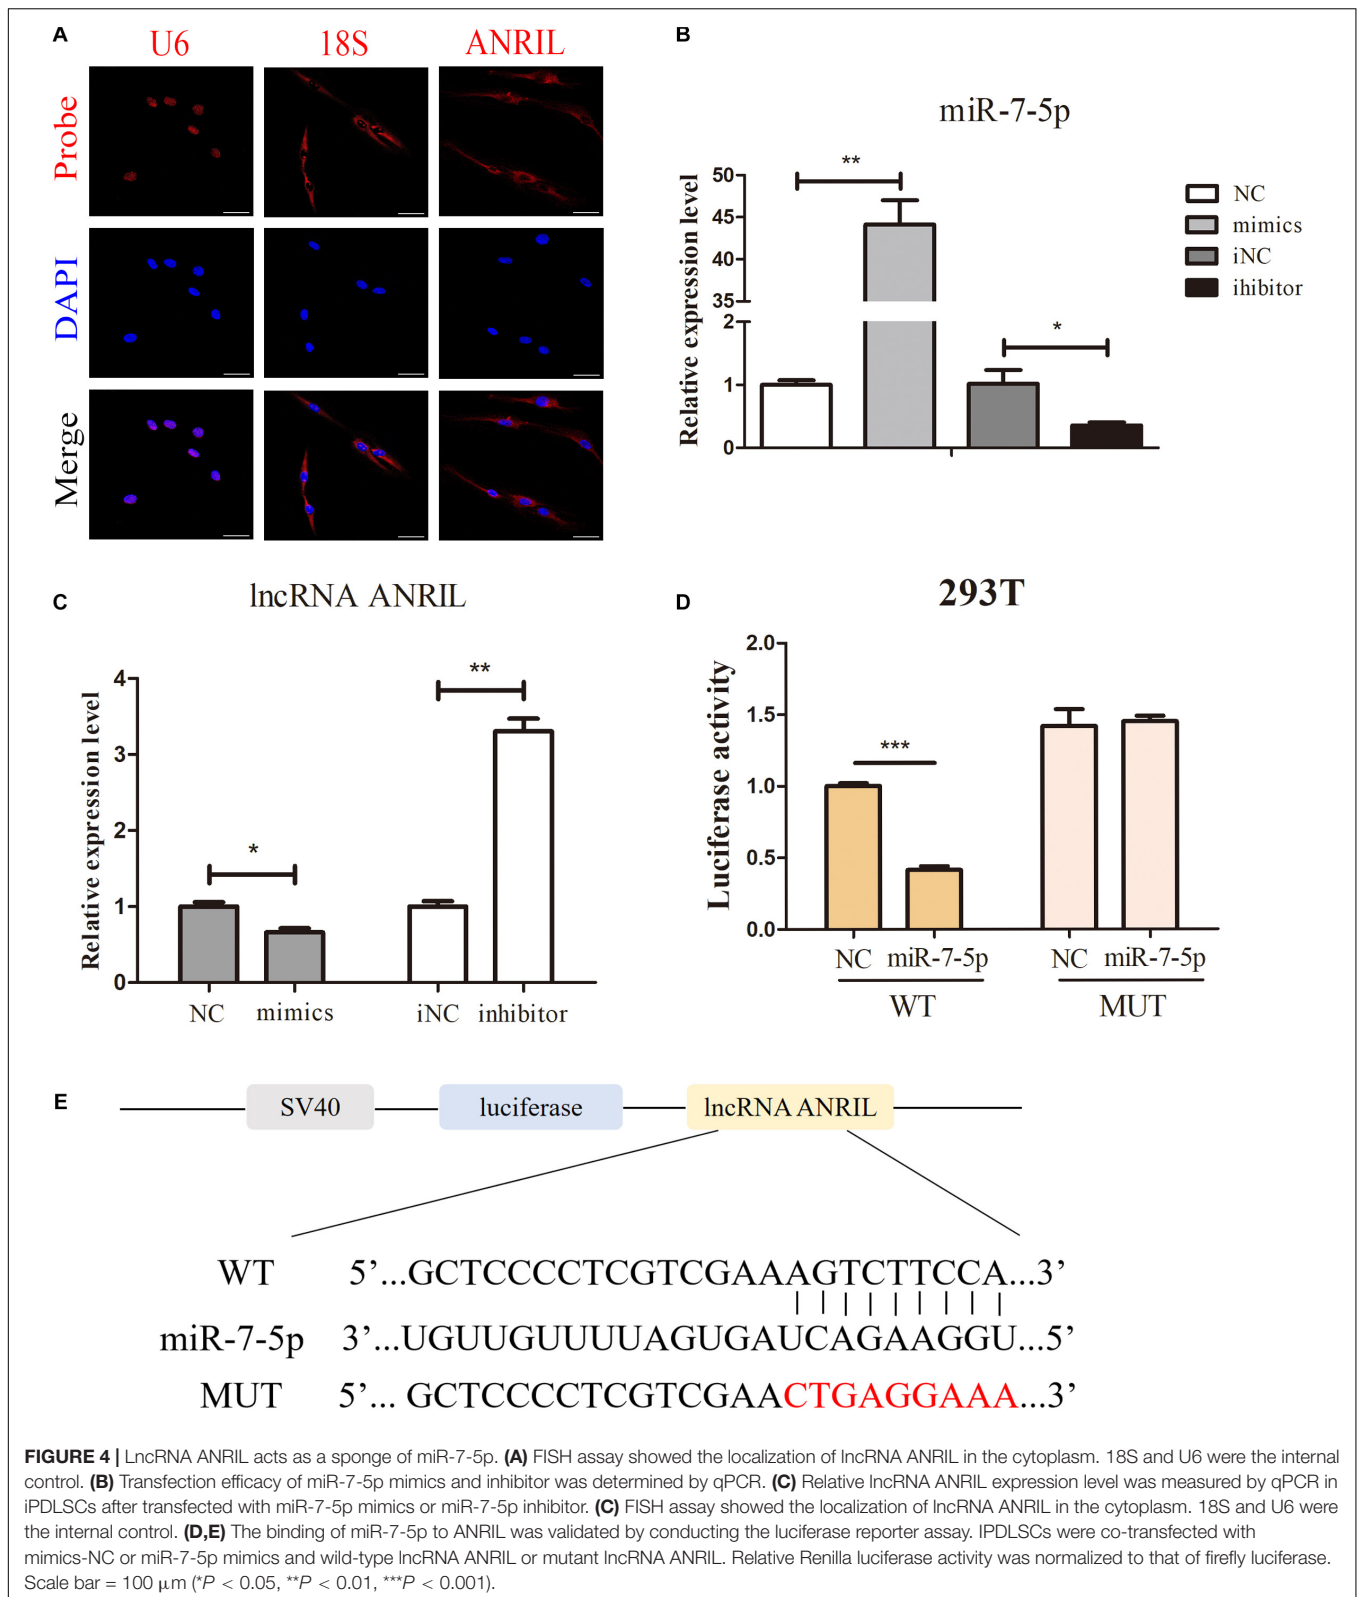 A
U6 18S ANRIL
Probe
DAPI
Merge
B
miR-7-5p
Relative expression level
50
45
40
35
2
1
0
**
*
NC
mimics
iNC
ihibitor
C
lncRNA ANRIL
Relative expression level
4
3
2
1
0
*
**
NC mimics iNC inhibitor
D
293T
Luciferase activity
2.0
1.5
1.0
0.5
0.0
***
NC miR-7-5p NC miR-7-5p
WT MUT
E
SV40 luciferase lncRNA ANRIL
WT 5’...GCTCCCCTCGTCGAAAGTCTTCCA...3’
miR-7-5p 3’...UGUUGUUUUAGUGAUCAGAAGGU...5’
MUT 5’... GCTCCCCTCGTCGAACTGAGGAAA...3’
FIGURE 4 | LncRNA ANRIL acts as a sponge of miR-7-5p. (A) FISH assay showed the localization of lncRNA ANRIL in the cytoplasm. 18S and U6 were the internal
control. (B) Transfection efficacy of miR-7-5p mimics and inhibitor was determined by qPCR. (C) Relative lncRNA ANRIL expression level was measured by qPCR in
iPDLSCs after transfected with miR-7-5p mimics or miR-7-5p inhibitor. (C) FISH assay showed the localization of lncRNA ANRIL in the cytoplasm. 18S and U6 were
the internal control. (D,E) The binding of miR-7-5p to ANRIL was validated by conducting the luciferase reporter assay. IPDLSCs were co-transfected with
mimics-NC or miR-7-5p mimics and wild-type lncRNA ANRIL or mutant lncRNA ANRIL. Relative Renilla luciferase activity was normalized to that of firefly luciferase.
Scale bar = 100 μm (*P < 0.05, **P < 0.01, ***P < 0.001).